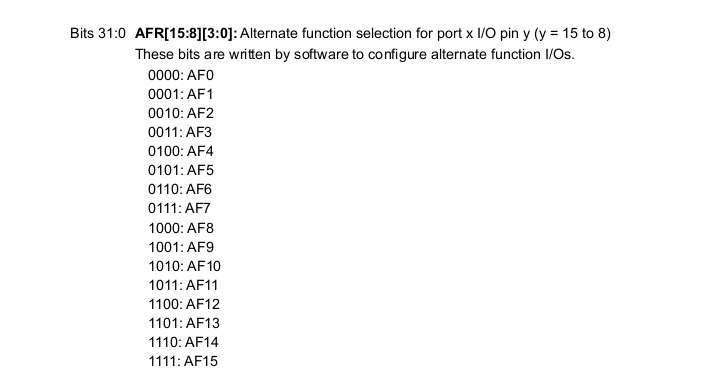 Bits 31:0 AFR[15:8][3:0]: Alternate function selection for port x I/O pin y (y = 15 to 8)
These bits are written by software to configure alternate function I/Os.
0000: AF0
0001: AF1
0010: AF2
0011: AF3
0100: AF4
0101: AF5
0110: AF6
0111: AF7
1000: AF8
1001: AF9
1010: AF10
1011: AF11
1100: AF12
1101: AF13
1110: AF14
1111: AF15